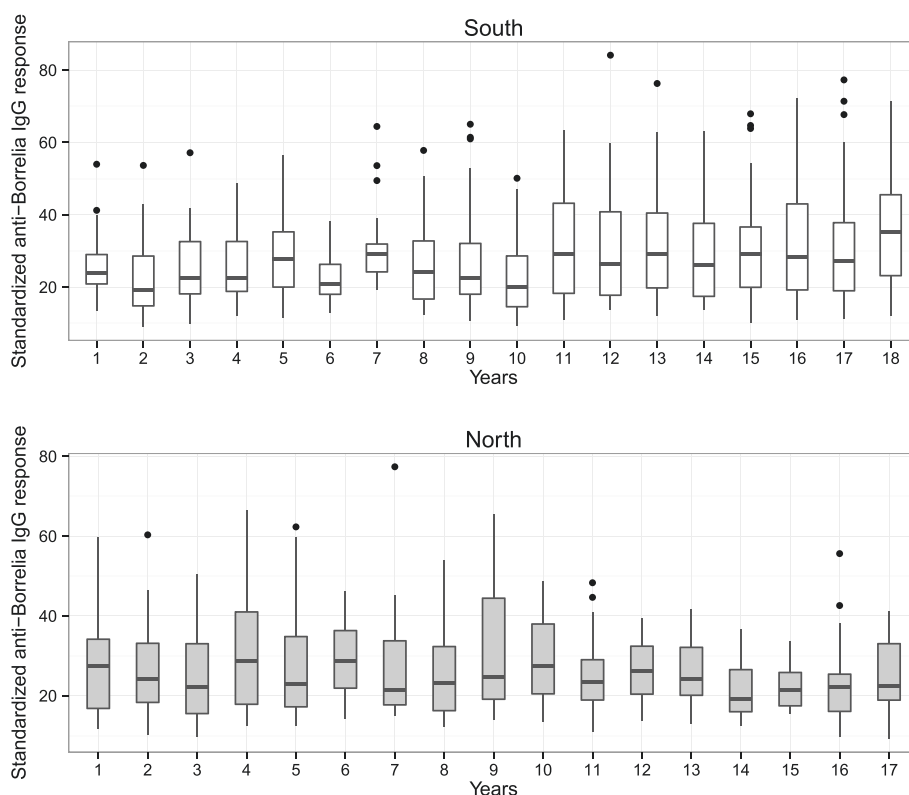 South
Standardized anti-Borrelia IgG response
80
60
40
20
1 2 3 4 5 6 7 8 9 10 11 12 13 14 15 16 17 18
Years
North
Standardized anti-Borrelia IgG response
80
60
40
20
1 2 3 4 5 6 7 8 9 10 11 12 13 14 15 16 17
Years